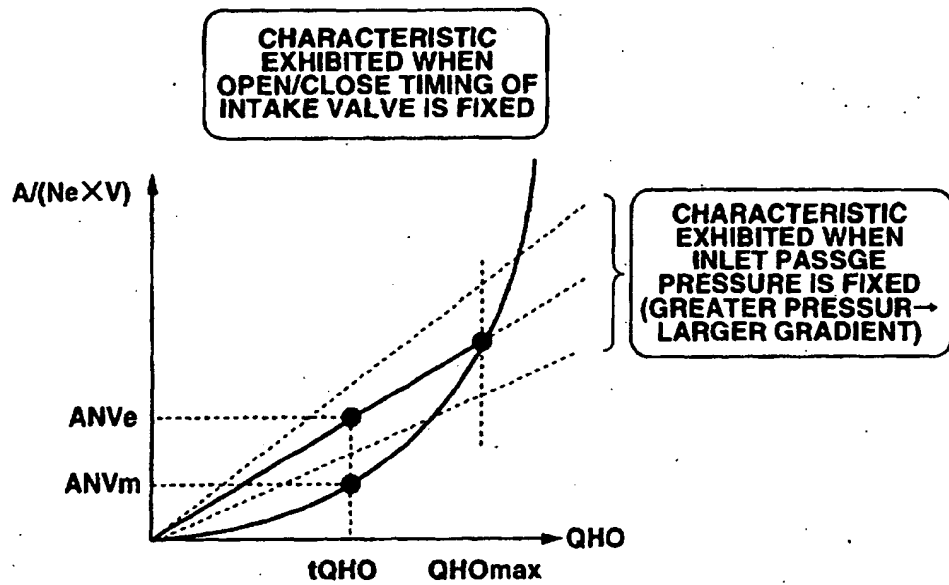 CHARACTERISTIC
EXHIBITED WHEN
OPEN/CLOSE TIMING OF
INTAKE VALVE IS FIXED
A/(Ne×V)
CHARACTERISTIC
EXHIBITED WHEN
INLET PASSGE
PRESSURE IS FIXED
(GREATER PRESSUR→
LARGER GRADIENT)
ANVe
ANVm
QHO
tQHO
QHOmax